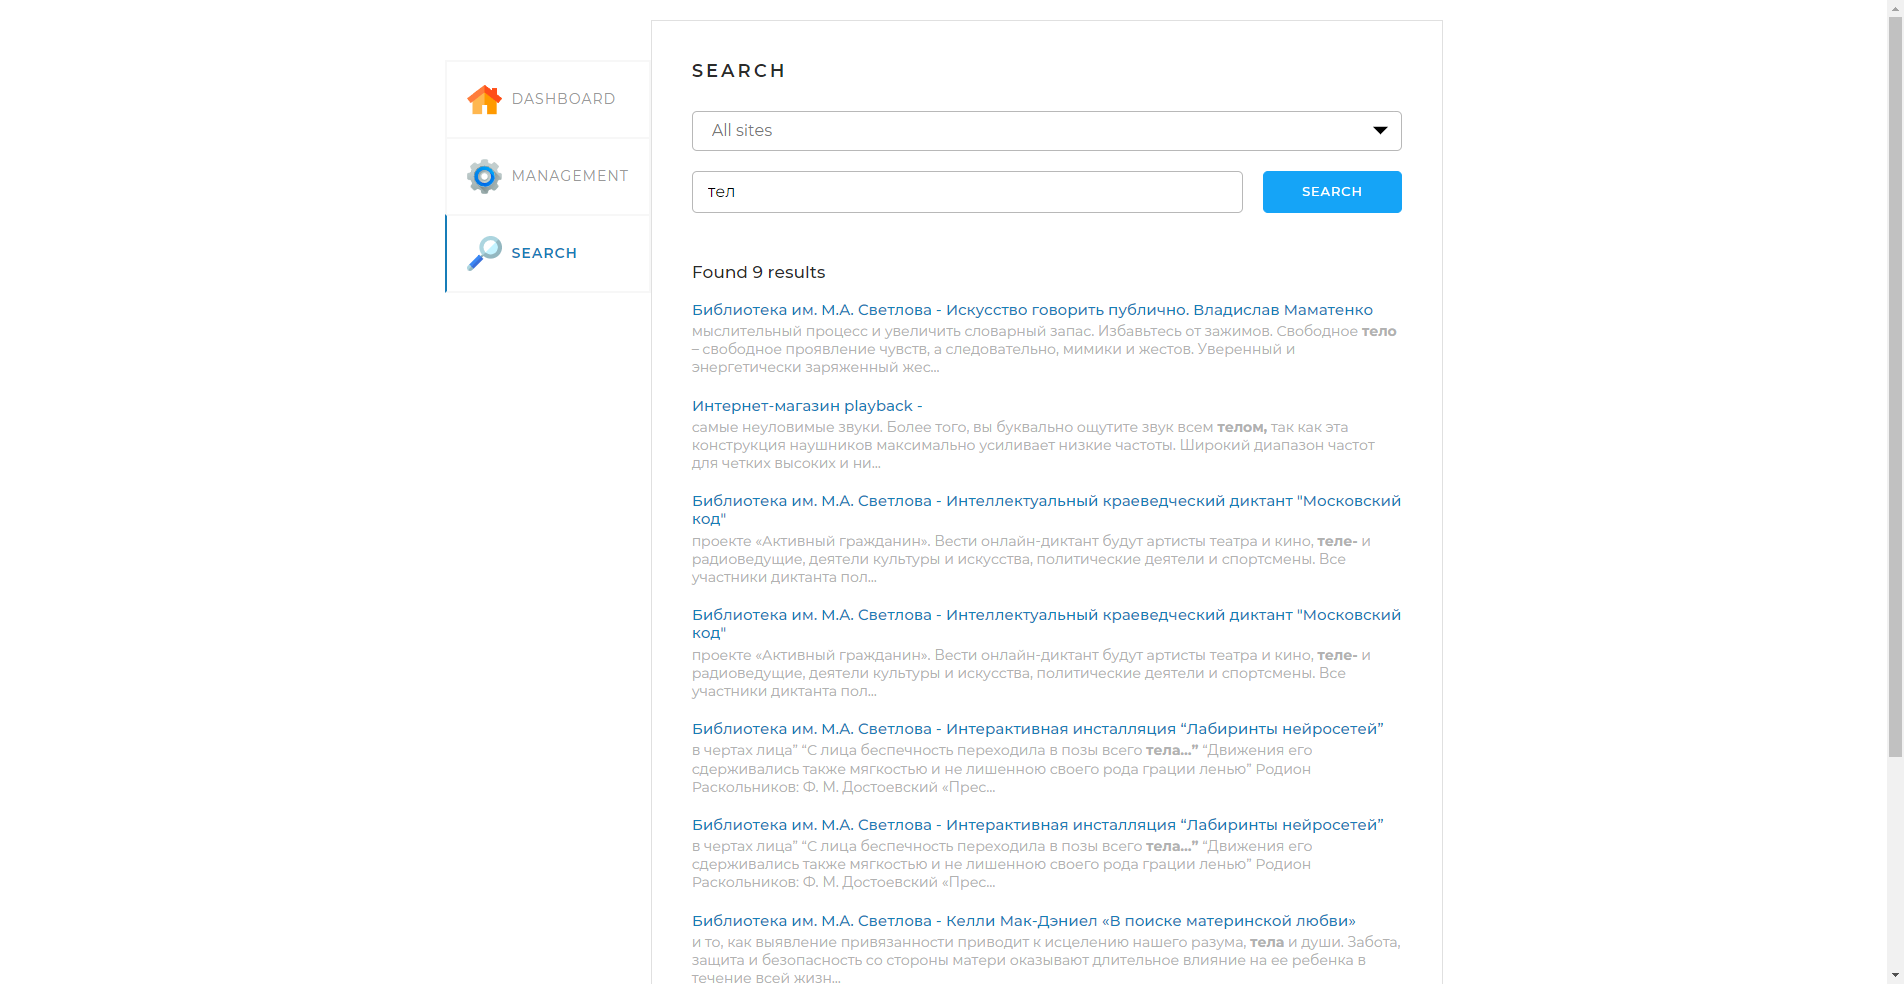 DASHBOARD
MANAGEMENT
SEARCH
SEARCH
All sites
тел
SEARCH
Found 9 results
Библиотека им. М.А. Светлова - Искусство говорить публично. Владислав Маматенко
мыслительный процесс и увеличить словарный запас. Избавьтесь от зажимов. Свободное тело
– свободное проявление чувств, а следовательно, мимики и жестов. Уверенный и
энергетически заряженный жес...
Интернет-магазин playback -
самые неуловимые звуки. Более того, вы буквально ощутите звук всем телом, так как эта
конструкция наушников максимально усиливает низкие частоты. Широкий диапазон частот
для четких высоких и ни...
Библиотека им. М.А. Светлова - Интеллектуальный краеведческий диктант "Московский
код"
проекте «Активный гражданин». Вести онлайн-диктант будут артисты театра и кино, теле- и
радиоведущие, деятели культуры и искусства, политические деятели и спортсмены. Все
участники диктанта пол...
Библиотека им. М.А. Светлова - Интеллектуальный краеведческий диктант "Московский
код"
проекте «Активный гражданин». Вести онлайн-диктант будут артисты театра и кино, теле- и
радиоведущие, деятели культуры и искусства, политические деятели и спортсмены. Все
участники диктанта пол...
Библиотека им. М.А. Светлова - Интерактивная инсталляция “Лабиринты нейросетей”
в чертах лица” “С лица беспечность переходила в позы всего тела...” “Движения его
сдерживались также мягкостью и не лишенною своего рода грации ленью” Родион
Раскольников: Ф. М. Достоевский «Прес...
Библиотека им. М.А. Светлова - Интерактивная инсталляция “Лабиринты нейросетей”
в чертах лица” “С лица беспечность переходила в позы всего тела...” “Движения его
сдерживались также мягкостью и не лишенною своего рода грации ленью” Родион
Раскольников: Ф. М. Достоевский «Прес...
Библиотека им. М.А. Светлова - Келли Мак-Дэниел «В поиске материнской любви»
и то, как выявление привязанности приводит к исцелению нашего разума, тела и души. Забота,
защита и безопасность со стороны матери оказывают длительное влияние на ее ребенка в
течение всей жизн...